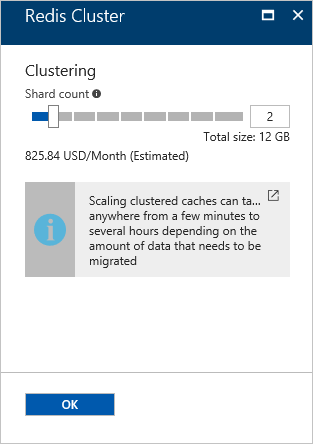 Redis Cluster
Clustering
Shard count
2
Total size: 12 GB
825.84 USD/Month (Estimated)
Scaling clustered caches can ta...
anywhere from a few minutes to
several hours depending on the
amount of data that needs to be
migrated
OK